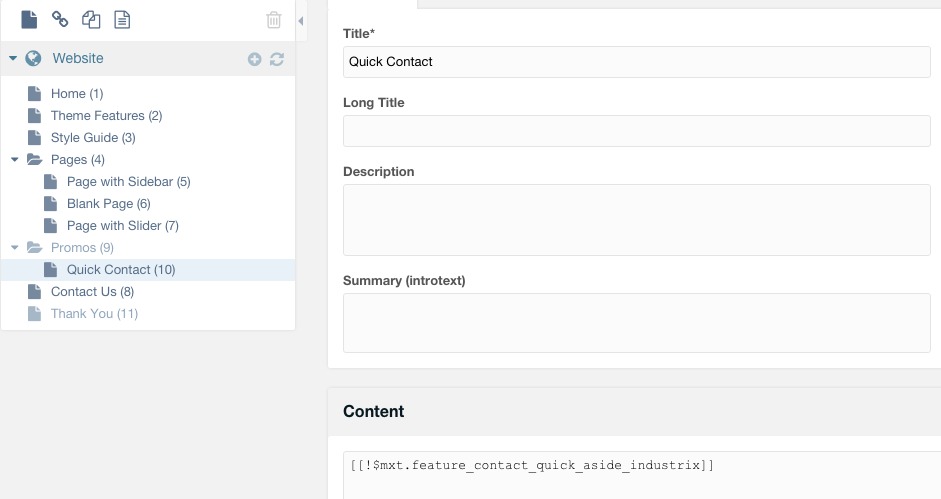 Website
Home (1)
Theme Features (2)
Style Guide (3)
Pages (4)
Page with Sidebar (5)
Blank Page (6)
Page with Slider (7)
Promos (9)
Quick Contact (10)
Contact Us (8)
Thank You (11)
Title*
Quick Contact
Long Title
Description
Summary (introtext)
Content
[[!$mxt.feature_contact_quick_aside_industrix]]